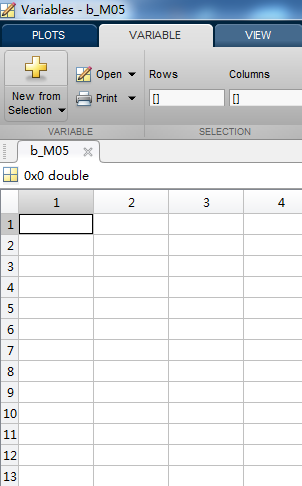 Variables - b_M05
PLOTS VARIABLE VIEW
New from
Selection
Open
Print
Rows Columns
[] []
VARIABLE SELECTION
b_M05
0x0 double
1 2 3 4
1
2
3
4
5
6
7
8
9
10
11
12
13